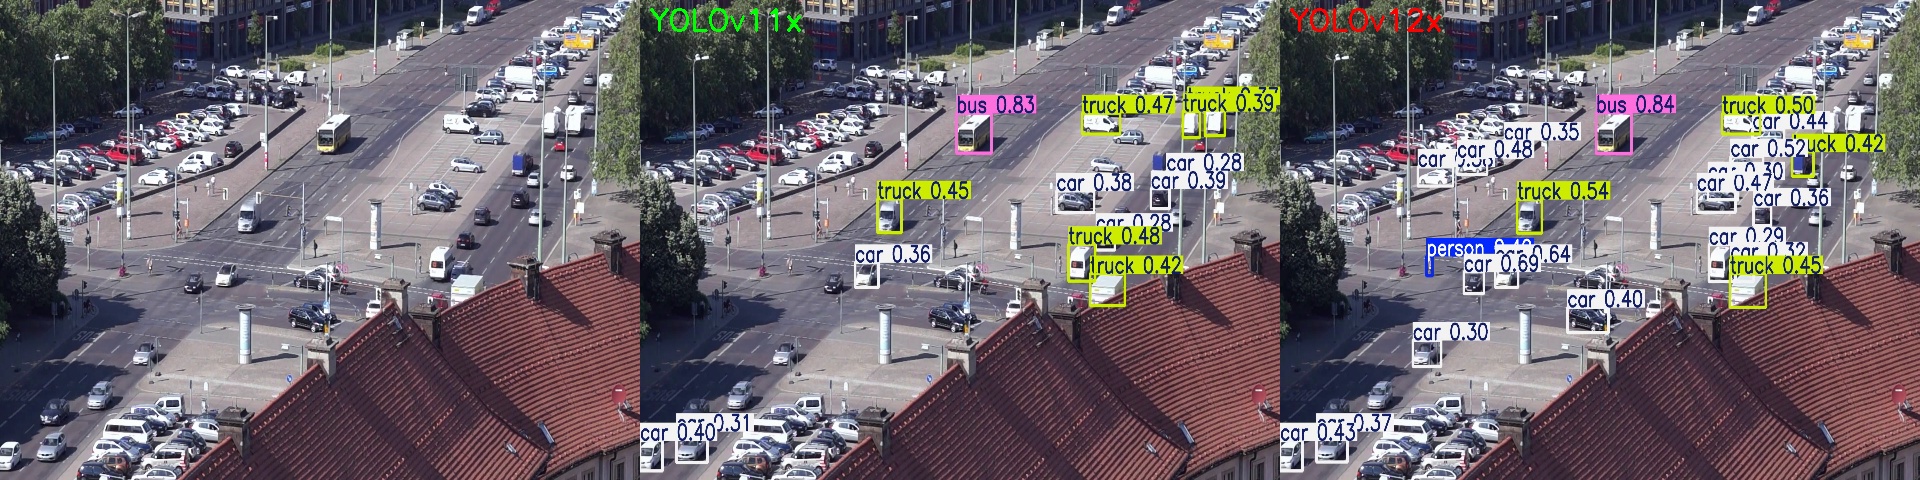 YOLOv11x
YOLOv12x
bus 0.83
truck 0.47
truck 0.39
bus 0.84
truck 0.50
car 0.44
car 0.35
car 0.48
car 0.52
uck 0.42
car
car 0.28
car 0.38
car 0.39
car 0.47
truck 0.45
truck 0.54
car 0.36
car 0.28
truck 0.48
car 0.29
person
0.64
car 0.36
car 0.69
truck 0.42
truck 0.45
car 0.40
car 0.30
0.31
car 0.40
0.37
car 0.43